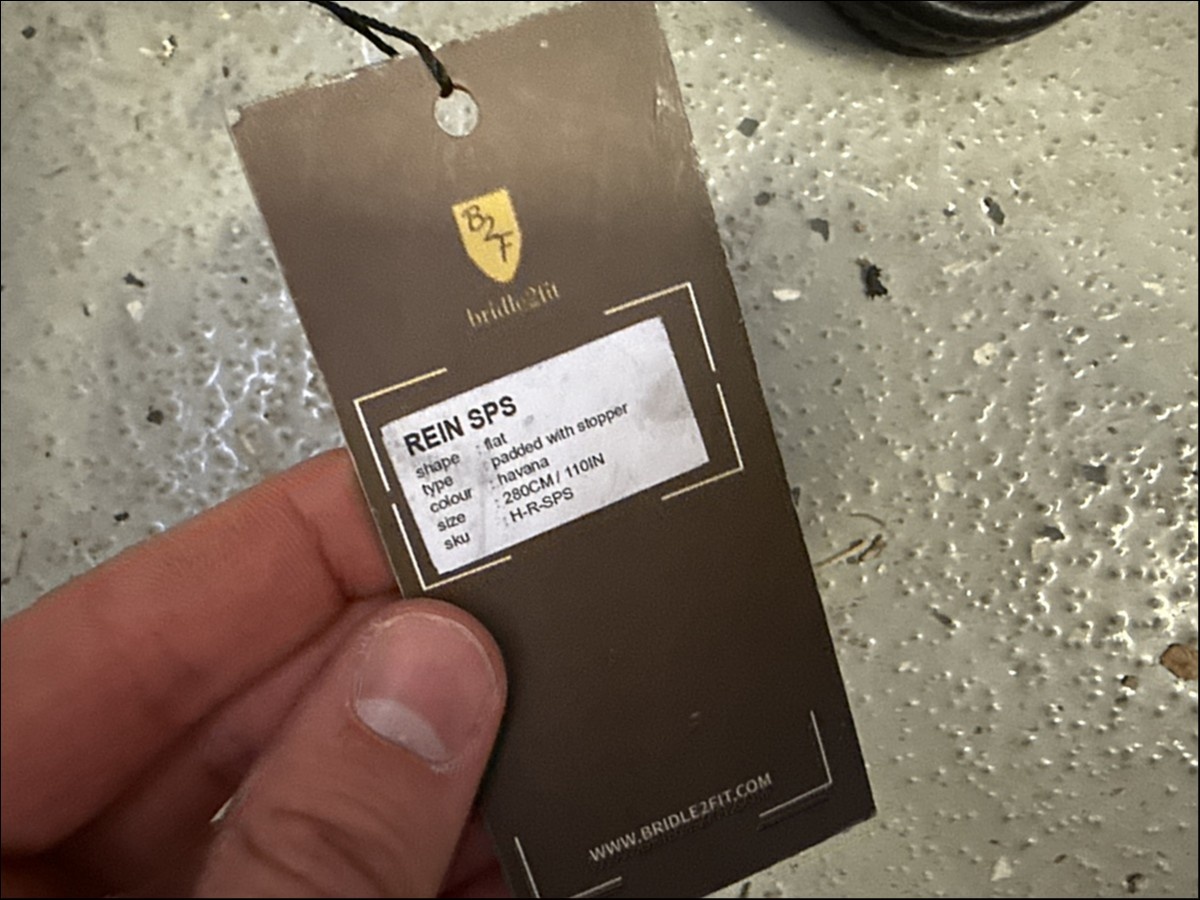 B2F
bridle2fit
REIN SPS
shape : flat
type : padded with stopper
colour : havana
size : 280CM / 110IN
sku : H-R-SPS
WWW.BRIDLE2FIT.COM